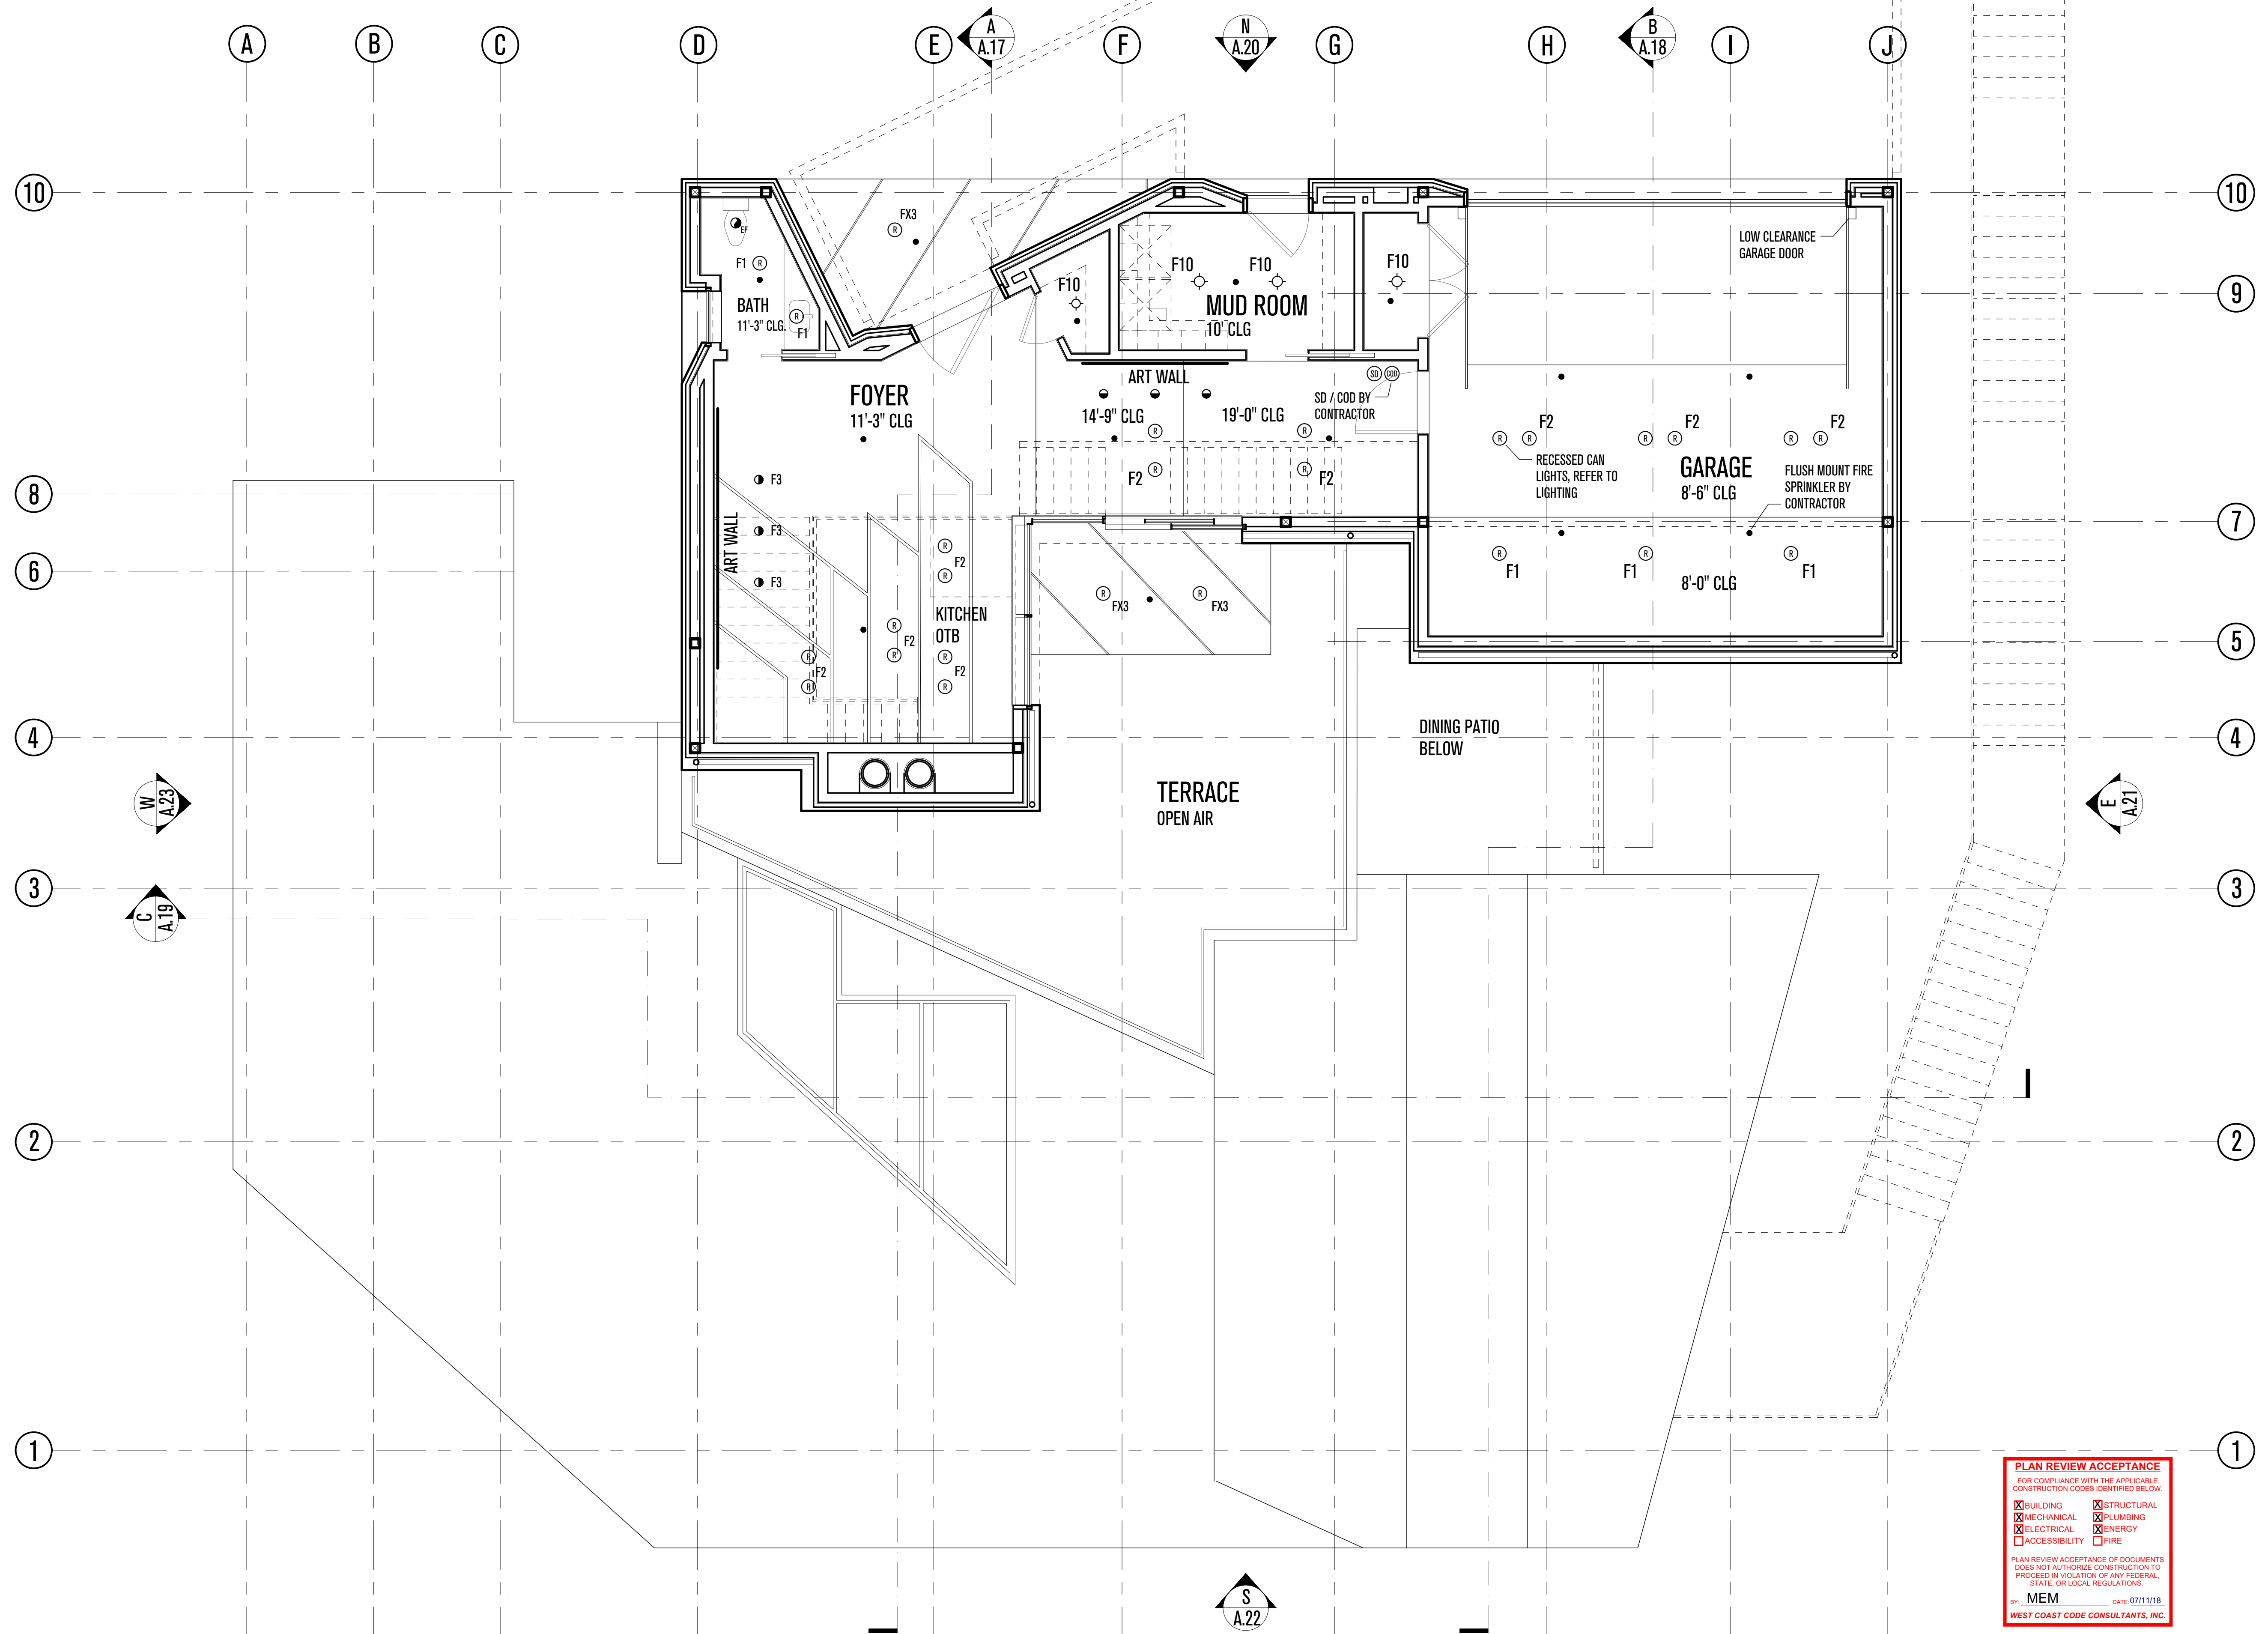 A
B
C
D
E
A
A.17
F
N
A.20
G
H
B
A.18
I
J
10
10
FX3
EF
F1
BATH
11'-3" CLG.
F1
F10
F10
F10
MUD ROOM
10' CLG
F10
LOW CLEARANCE
GARAGE DOOR
9
FOYER
11'-3" CLG
ART WALL
14'-9" CLG
19'-0" CLG
SD
COD
SD / COD BY
CONTRACTOR
R
R
R
R
R
R
F2
F2
R
R
F2
R
R
F2
R
R
F2
RECESSED CAN
LIGHTS, REFER TO
LIGHTING
GARAGE
8'-6" CLG
FLUSH MOUNT FIRE
SPRINKLER BY
CONTRACTOR
R
R
F2
8
F3
F3
F3
ART WALL
7
6
R
F2
R
KITCHEN
OTB
R
F2
R
R
F2
R
R
F2
R
R
FX3
R
FX3
R
F1
R
F1
R
F1
8'-0" CLG
5
4
DINING PATIO
BELOW
4
TERRACE
OPEN AIR
W
A.23
E
A.21
3
3
C
A.19
2
2
1
1
S
A.22
PLAN REVIEW ACCEPTANCE
FOR COMPLIANCE WITH THE APPLICABLE
CONSTRUCTION CODES IDENTIFIED BELOW.
X BUILDING X STRUCTURAL
X MECHANICAL X PLUMBING
X ELECTRICAL X ENERGY
ACCESSIBILITY FIRE
PLAN REVIEW ACCEPTANCE OF DOCUMENTS
DOES NOT AUTHORIZE CONSTRUCTION TO
PROCEED IN VIOLATION OF ANY FEDERAL,
STATE, OR LOCAL REGULATIONS.
BY: MEM DATE 07/11/18
WEST COAST CODE CONSULTANTS, INC.